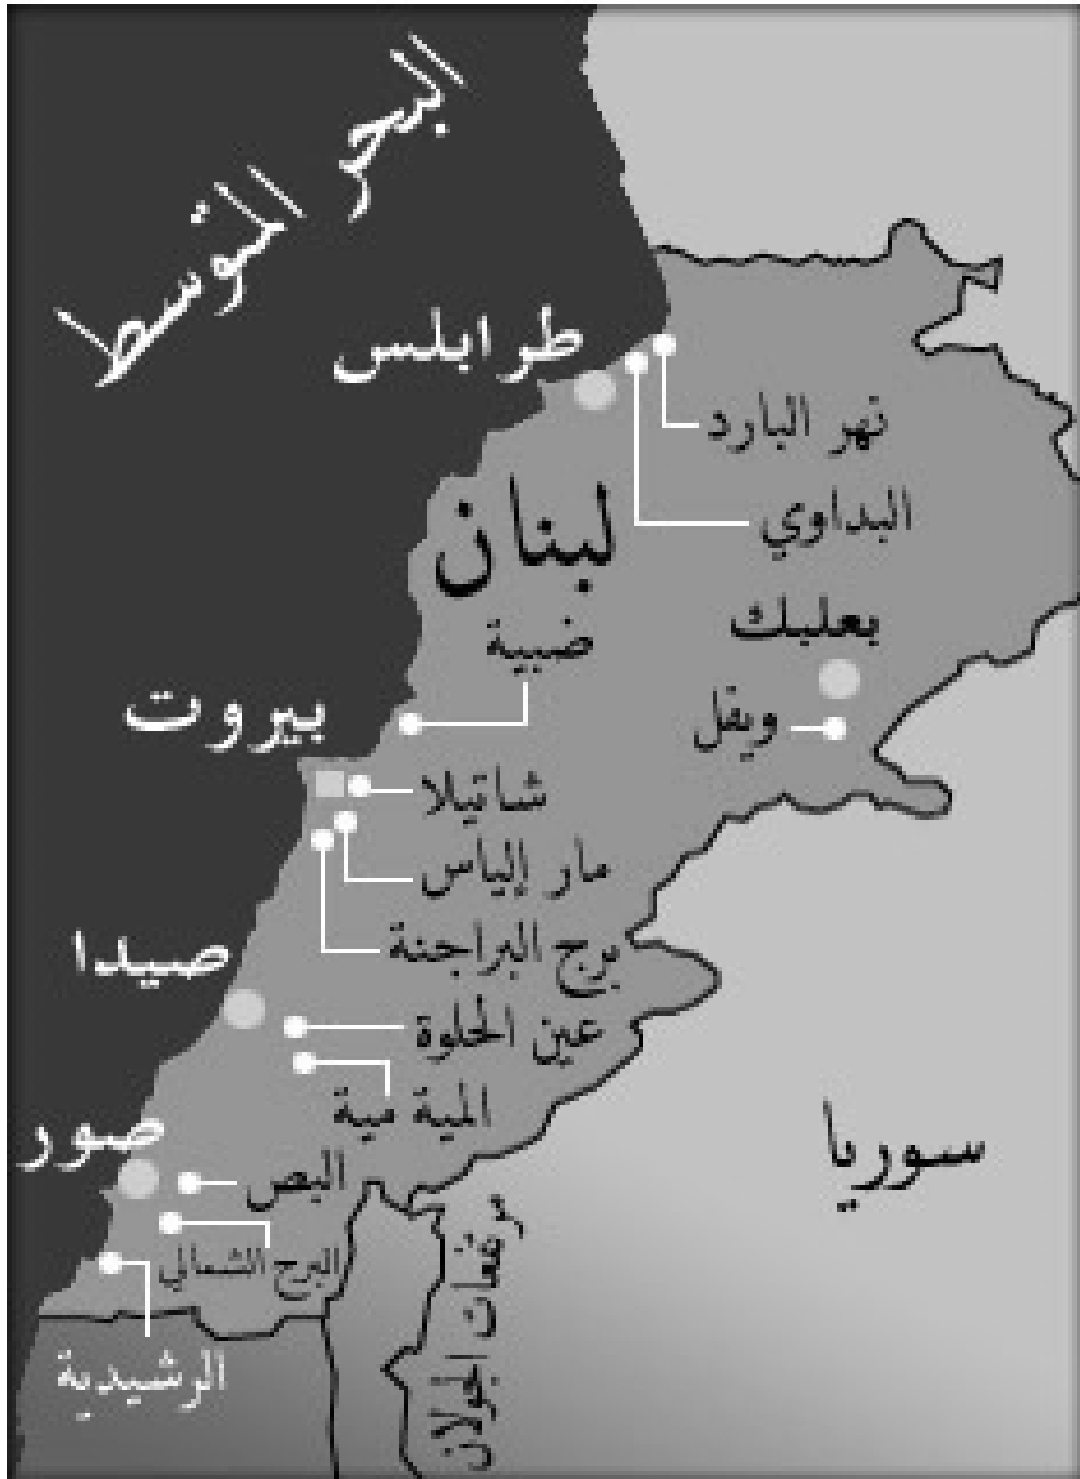 البحر المتوسط
طرابلس
نهر البارد
البداوي
لبنان
بعلبك
ضبية
ويفل
بيروت
شاتيلا
مار إلياس
برج البراجنة
صيدا
عين الحلوة
المية مية
سوريا
صور
البص
البرج الشمالي
مرتفعات الجولان
الرشيدية